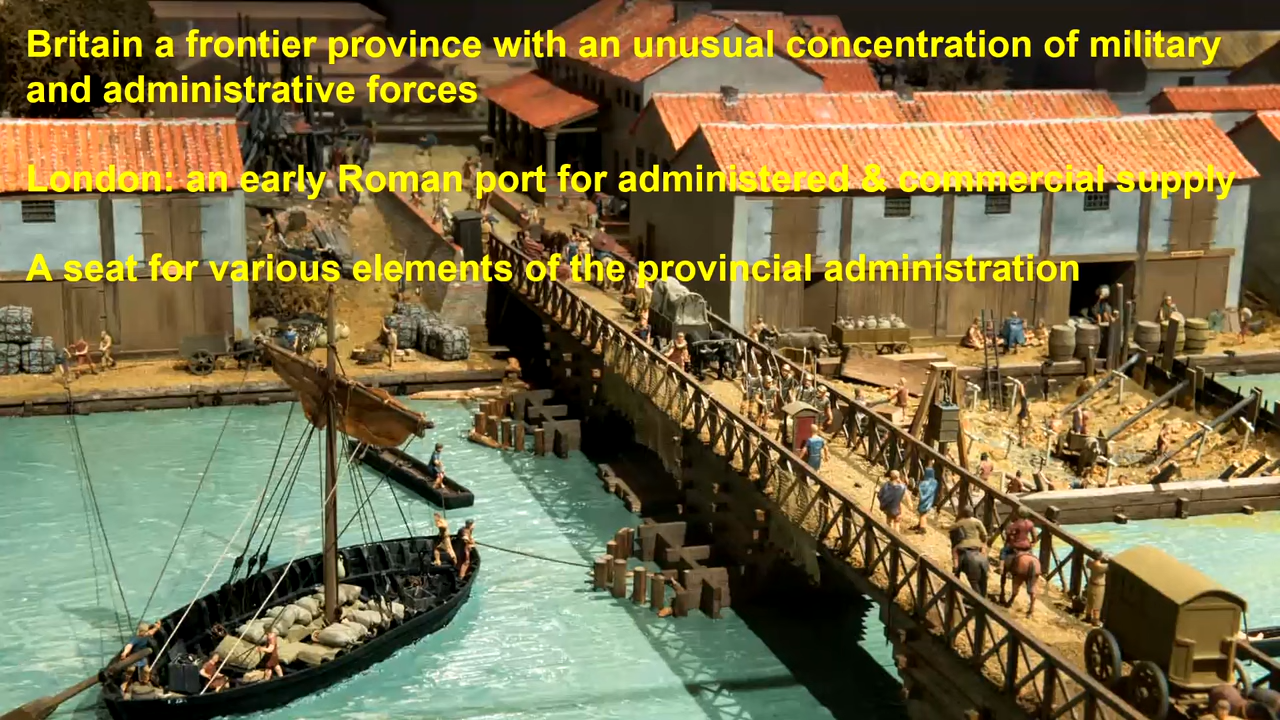 Britain a frontier province with an unusual concentration of military
and administrative forces
London: an early Roman port for administered & commercial supply
A seat for various elements of the provincial administration